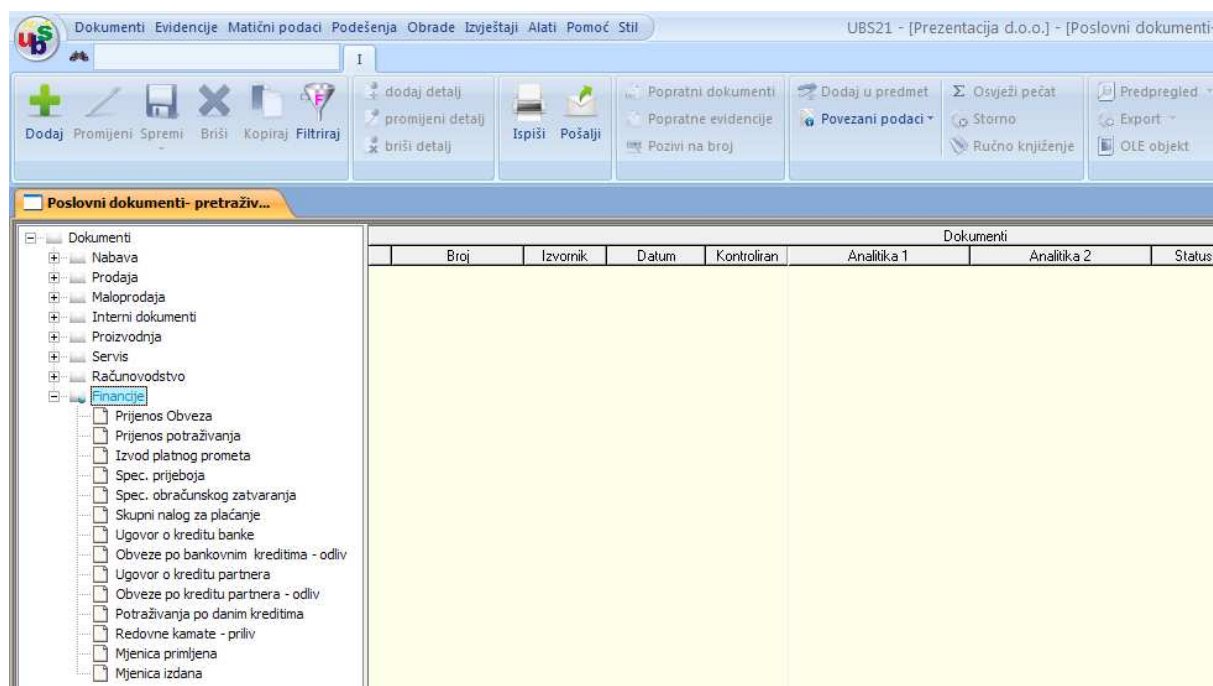 Dokumenti Evidencije Matični podaci Podešenja Obrade Izvještaji Alati Pomoć Stil
UBS21 - [Prezentacija d.o.o.] - [Poslovni dokumenti-
ubs
I
Dodaj Promijeni Spremi Briši Kopiraj Filtriraj
dodaj detalj
promijeni detalj
briši detalj
Ispiši Pošalji
Popratni dokumenti
Popratne evidencije
Pozivi na broj
Dodaj u predmet
Povezani podaci
Σ Osvježi pečat
Storno
Ručno knjiženje
Predpregled
Export
OLE objekt
Poslovni dokumenti- pretraživ...
Dokumenti
Nabava
Prodaja
Maloprodaja
Interni dokumenti
Proizvodnja
Servis
Računovodstvo
Financije
Prijenos Obveza
Prijenos potraživanja
Izvod platnog prometa
Spec. prijeboja
Spec. obračunskog zatvaranja
Skupni nalog za plaćanje
Ugovor o kreditu banke
Obveze po bankovnim kreditima - odliv
Ugovor o kreditu partnera
Obveze po kreditu partnera - odliv
Potraživanja po danim kreditima
Redovne kamate - priliv
Mjenica primljena
Mjenica izdana
Dokumenti
Broj Izvornik Datum Kontroliran Analitika 1 Analitika 2 Status